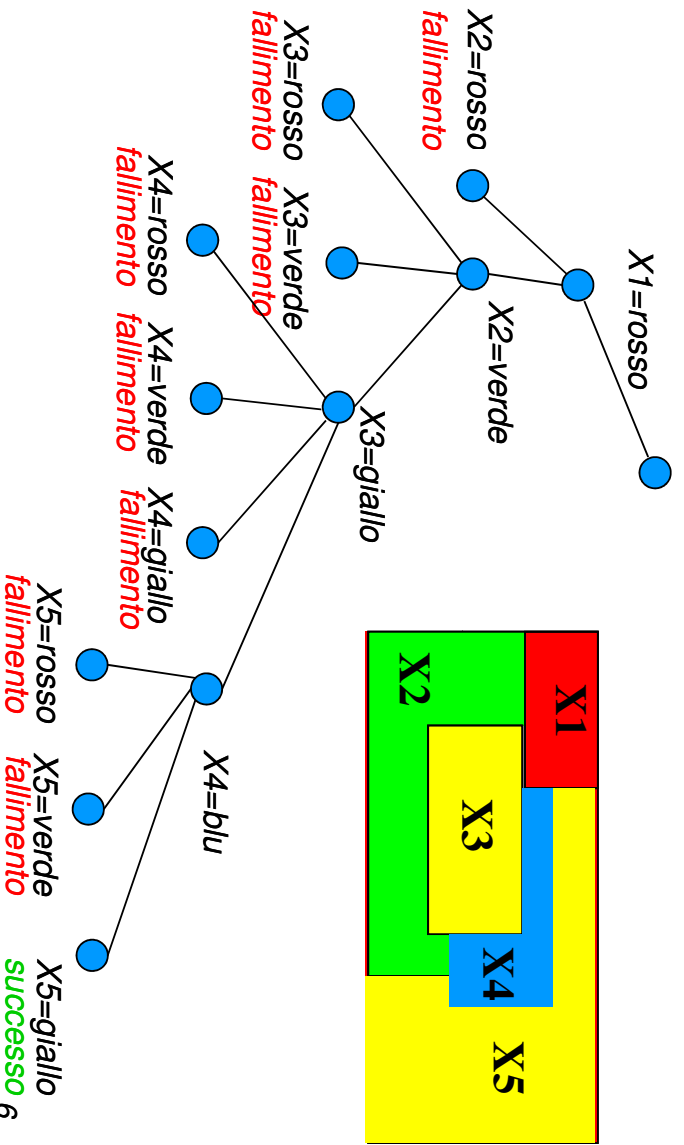 X1=rosso
X2=rosso
fallimento
X2=verde
X3=rosso
fallimento
X3=verde
fallimento
X3=giallo
X4=rosso
fallimento
X4=verde
fallimento
X4=giallo
fallimento
X4=blu
X5=rosso
fallimento
X5=verde
fallimento
X5=giallo
successo
X1
X2
X3
X4
X5
6